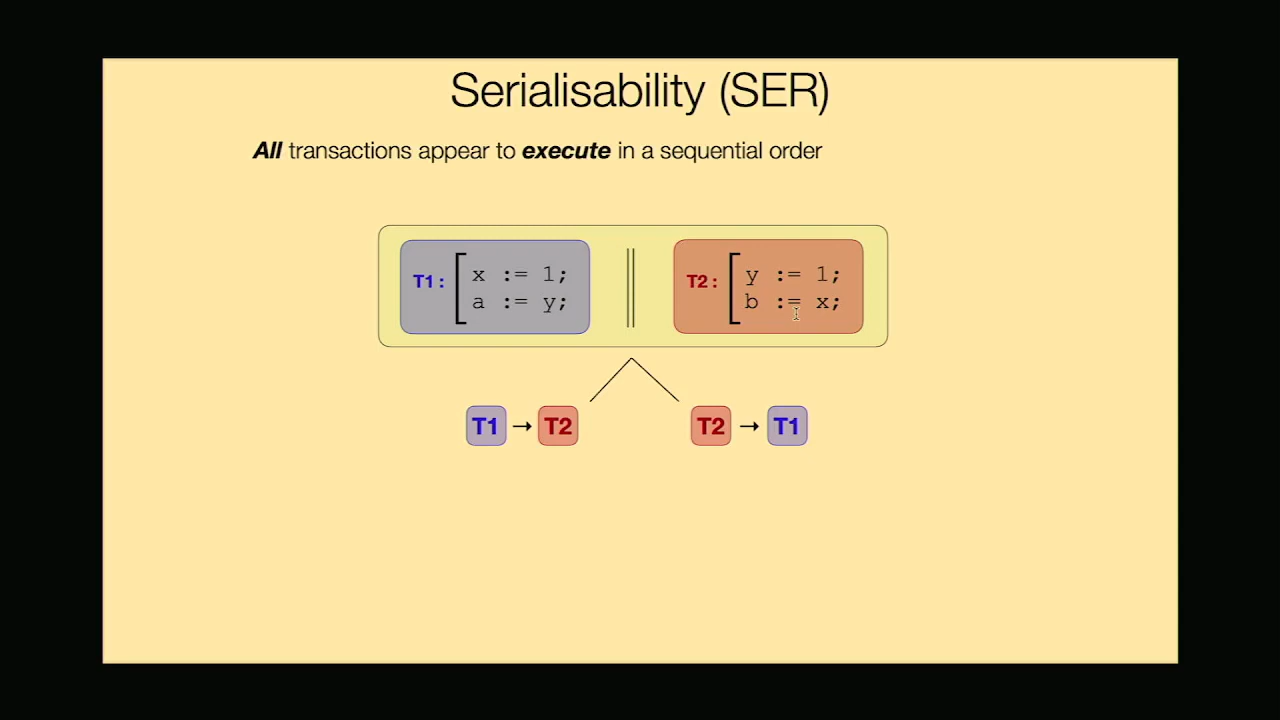 Serialisability (SER)
All transactions appear to execute in a sequential order
T1: [ x := 1;
a := y;
T2: [ y := 1;
b := x;
T1 → T2
T2 → T1